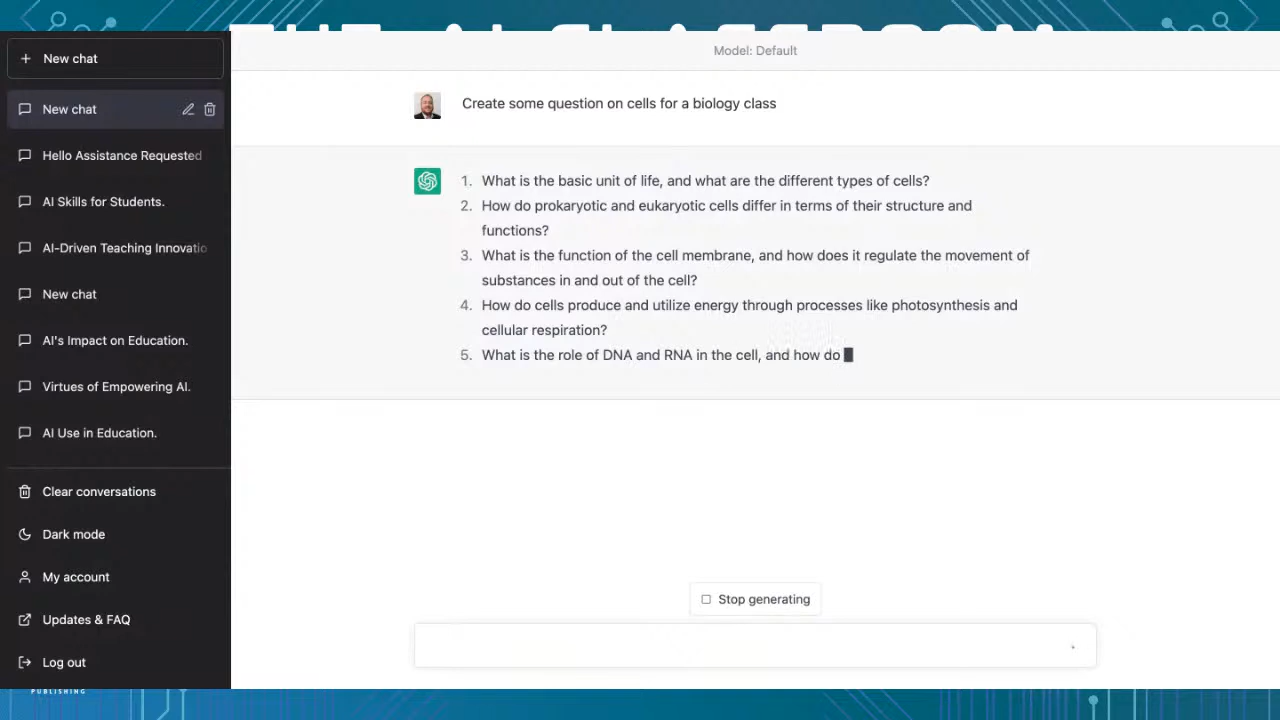 New chat
New chat
Hello Assistance Requested
AI Skills for Students.
AI-Driven Teaching Innovatio
New chat
AI's Impact on Education.
Virtues of Empowering AI.
AI Use in Education.
Clear conversations
Dark mode
My account
Updates & FAQ
Log out
PUBLISHING
Model: Default
Create some question on cells for a biology class
1. What is the basic unit of life, and what are the different types of cells?
2. How do prokaryotic and eukaryotic cells differ in terms of their structure and
functions?
3. What is the function of the cell membrane, and how does it regulate the movement of
substances in and out of the cell?
4. How do cells produce and utilize energy through processes like photosynthesis and
cellular respiration?
5. What is the role of DNA and RNA in the cell, and how do
Stop generating